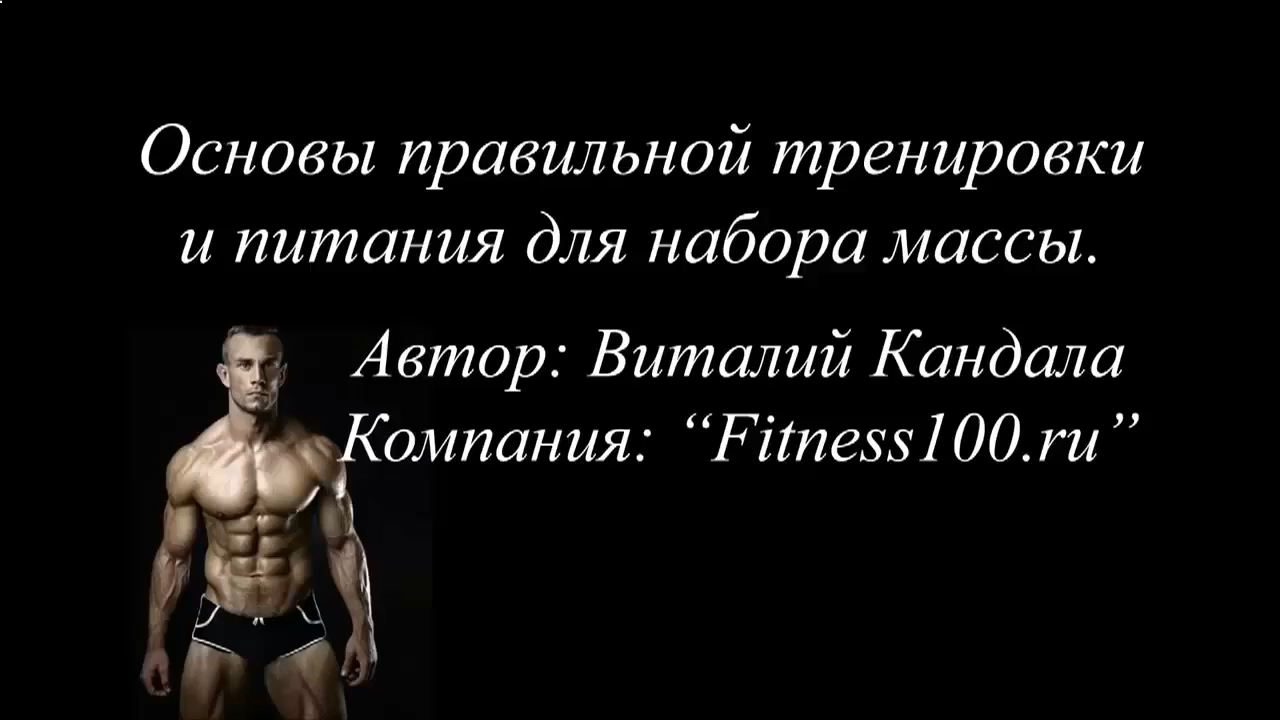 Основы правильной тренировки
и питания для набора массы.
Автор: Виталий Кандала
Компания: “Fitness100.ru”